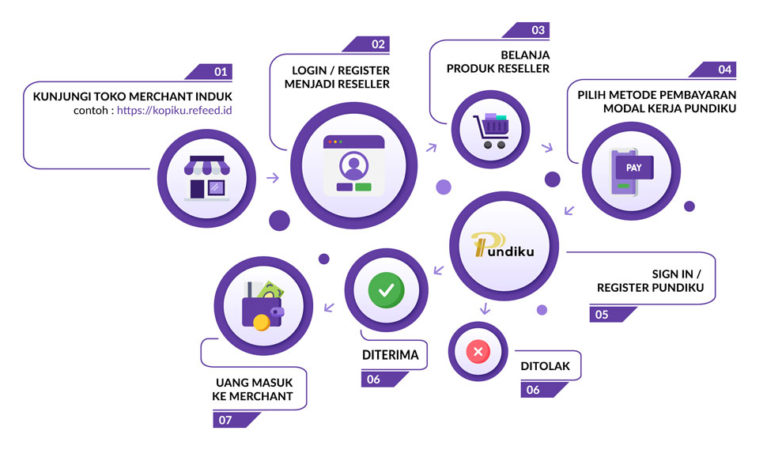 01
KUNJUNGI TOKO MERCHANT INDUK
contoh : https://kopiku.refeed.id
02
LOGIN / REGISTER
MENJADI RESELLER
03
BELANJA
PRODUK RESELLER
04
PILIH METODE PEMBAYARAN
MODAL KERJA PUNDIKU
PAY
Pundiku
SIGN IN /
REGISTER PUNDIKU
05
DITERIMA
06
DITOLAK
06
UANG MASUK
KE MERCHANT
07